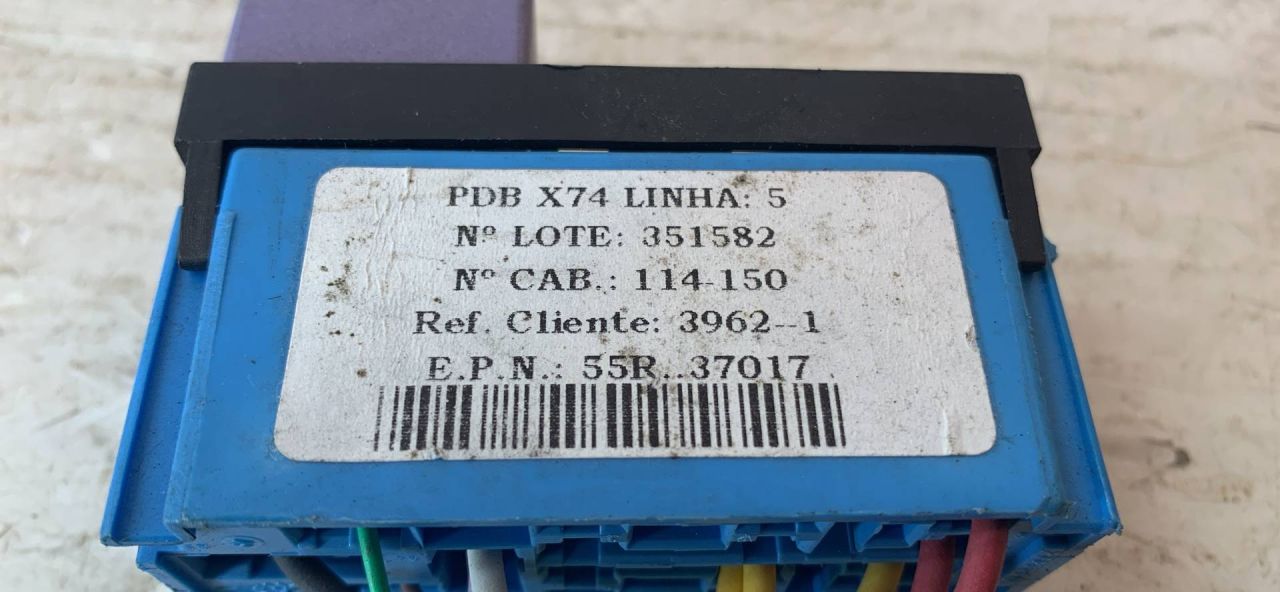 PDB X74 LINHA: 5
Nº LOTE: 351582
Nº CAB.: 114-150
Ref. Cliente: 3962--1
E.P.N.: 55R..37017